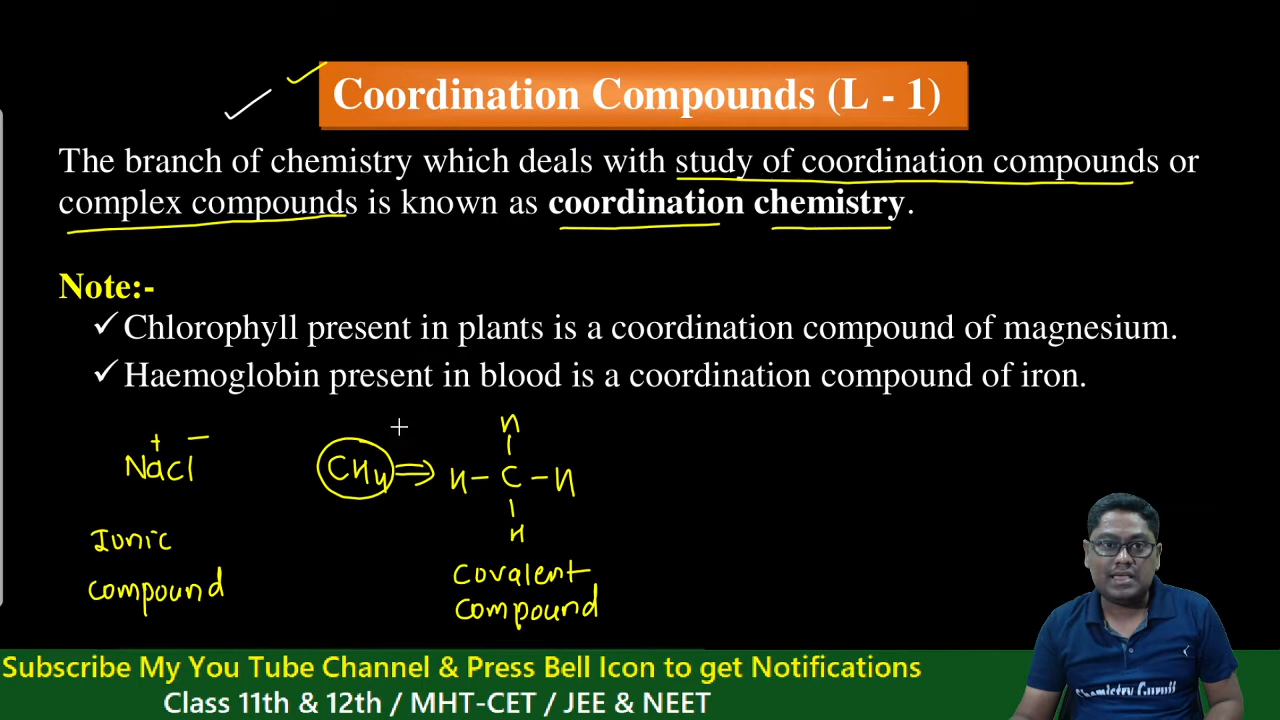 Coordination Compounds (L - 1)
The branch of chemistry which deals with study of coordination compounds or
complex compounds is known as coordination chemistry.
Note:-
✓ Chlorophyll present in plants is a coordination compound of magnesium.
✓ Haemoglobin present in blood is a coordination compound of iron.
H
+ −
NaCl CH4 ⇒ H – C – H
H
Ionic
compound
Covalent
compound
Chemistry Guruji
Subscribe My You Tube Channel & Press Bell Icon to get Notifications
Class 11th & 12th / MHT-CET / JEE & NEET